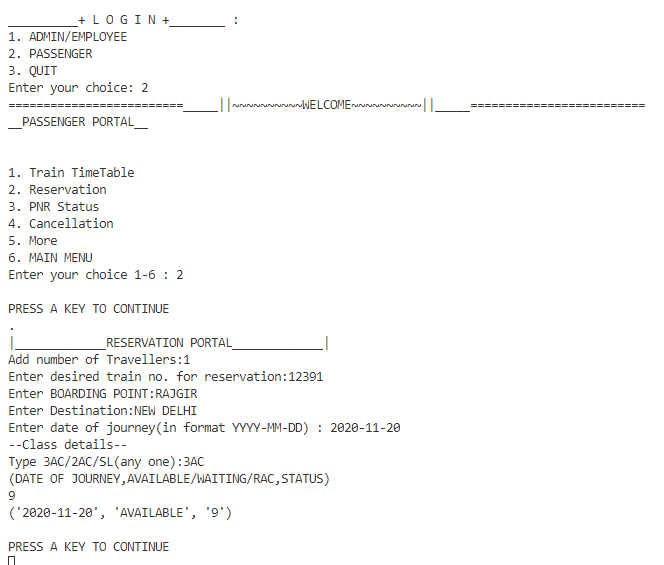 __________+ L O G I N +________ :
1. ADMIN/EMPLOYEE
2. PASSENGER
3. QUIT
Enter your choice: 2
=========================_____||~~~~~~~~~~WELCOME~~~~~~~~~~||_____=========================
__PASSENGER PORTAL__
1. Train TimeTable
2. Reservation
3. PNR Status
4. Cancellation
5. More
6. MAIN MENU
Enter your choice 1-6 : 2
PRESS A KEY TO CONTINUE
.
|_____________RESERVATION PORTAL_____________|
Add number of Travellers:1
Enter desired train no. for reservation:12391
Enter BOARDING POINT:RAJGIR
Enter Destination:NEW DELHI
Enter date of journey(in format YYYY-MM-DD) : 2020-11-20
--Class details--
Type 3AC/2AC/SL(any one):3AC
(DATE OF JOURNEY,AVAILABLE/WAITING/RAC,STATUS)
9
('2020-11-20', 'AVAILABLE', '9')
PRESS A KEY TO CONTINUE